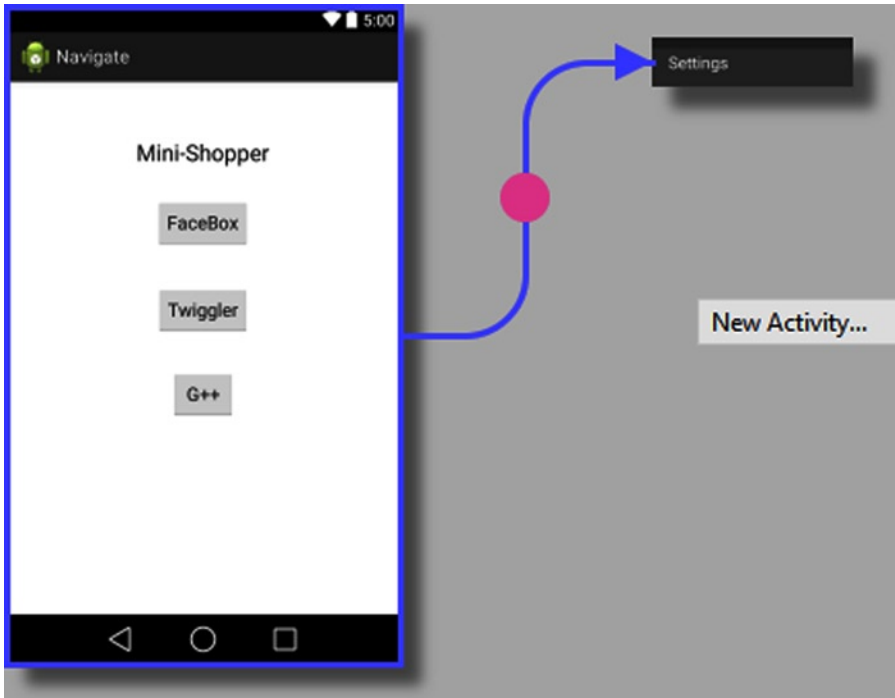 5:00
Navigate
Settings
Mini-Shopper
FaceBox
Twiggler
New Activity...
G++